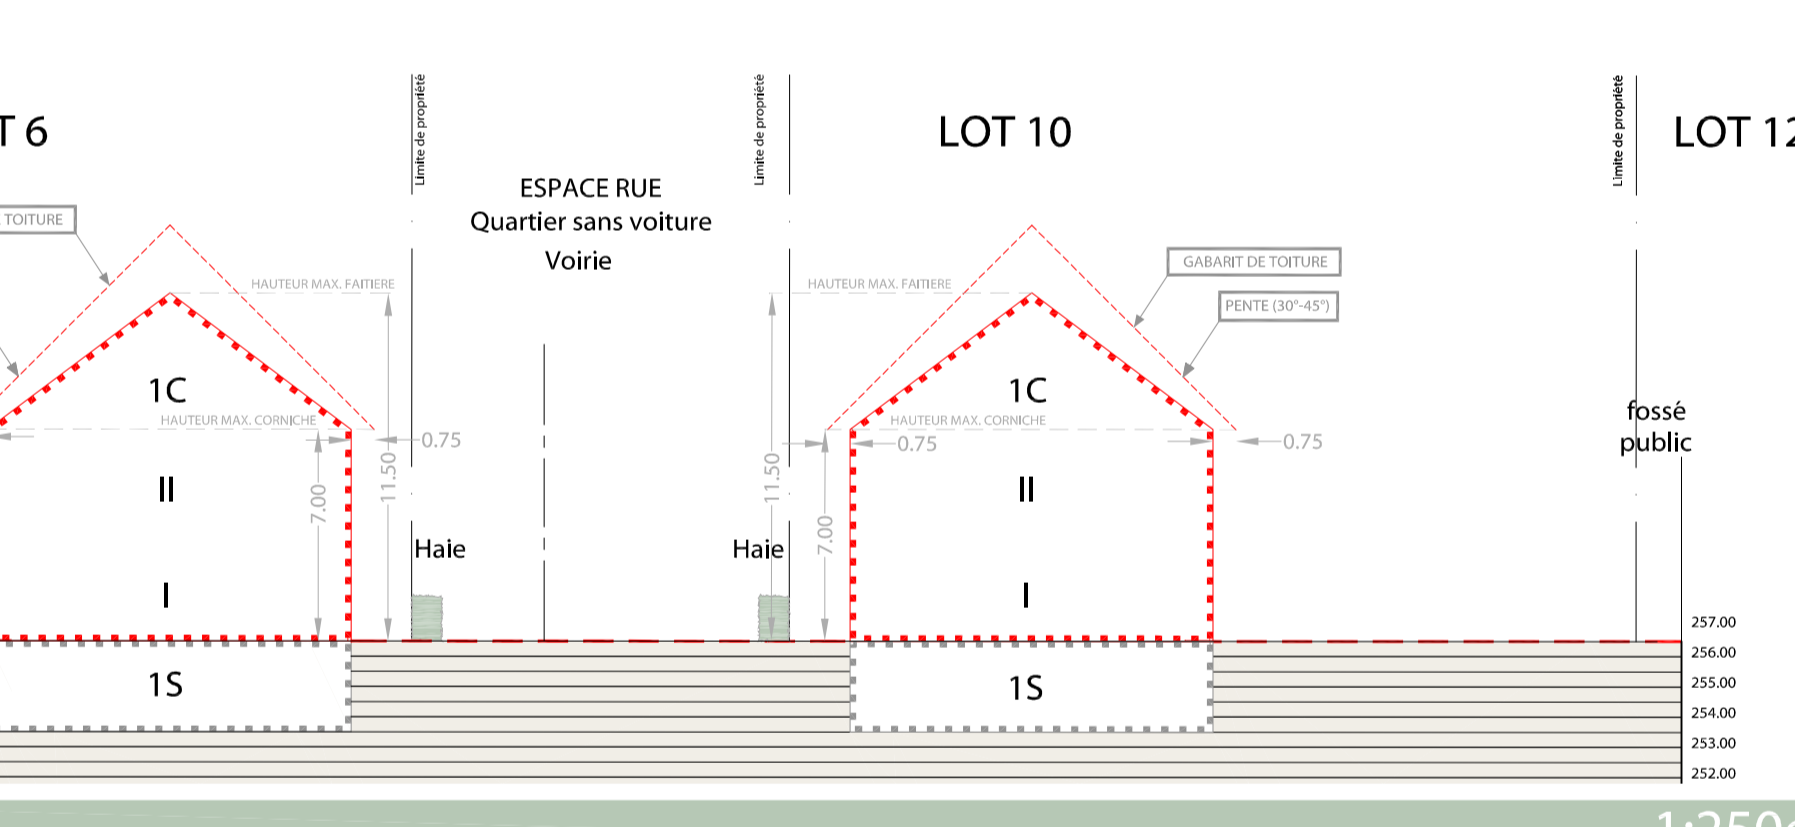 Limite de propriété
Limite de propriété
Limite de propriété
T 6
LOT 10
LOT 12
ESPACE RUE
Quartier sans voiture
Voirie
TOITURE
GABARIT DE TOITURE
PENTE (30°-45°)
HAUTEUR MAX. FAITIERE
HAUTEUR MAX. FAITIERE
1C
1C
HAUTEUR MAX. CORNICHE
HAUTEUR MAX. CORNICHE
0.75
0.75
0.75
fossé
public
11.50
11.50
7.00
7.00
II
II
Haie
Haie
I
I
1S
1S
257.00
256.00
255.00
254.00
253.00
252.00